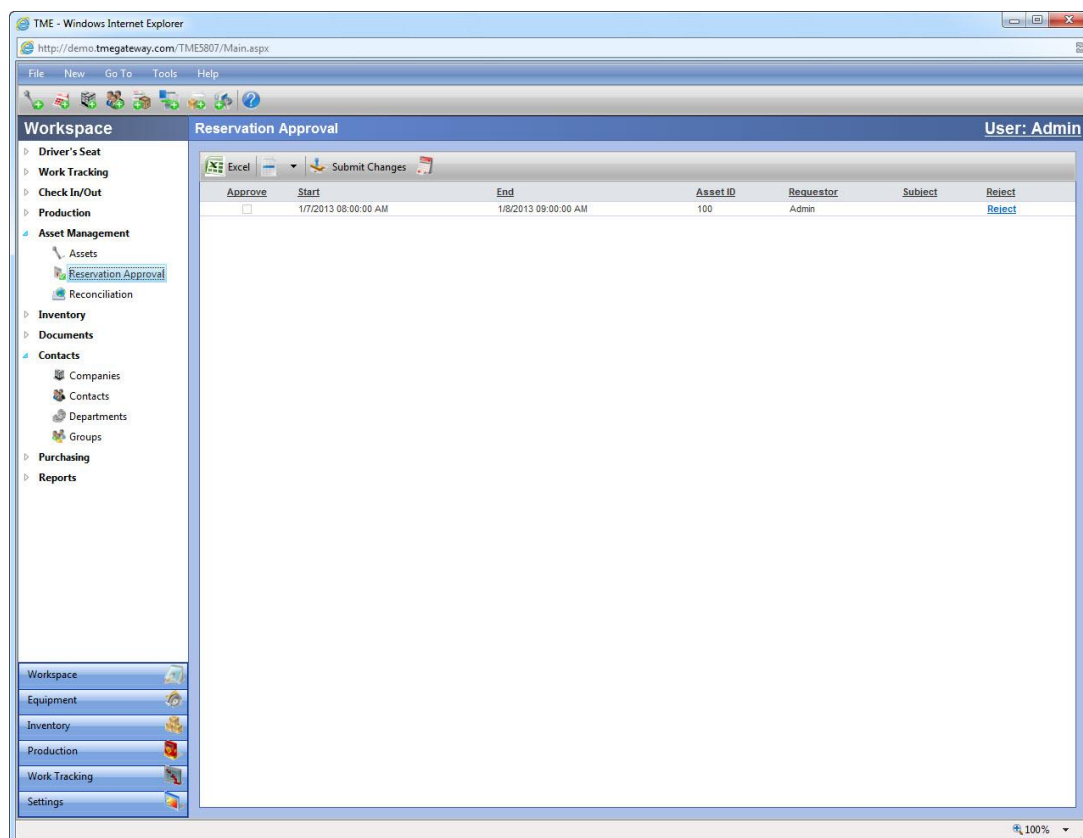 TME - Windows Internet Explorer
http://demo.tmegateway.com/TME5807/Main.aspx
File New Go To Tools Help
Workspace
Reservation Approval User: Admin
Driver's Seat
Work Tracking
Check In/Out
Production
Asset Management
Assets
Reservation Approval
Reconciliation
Inventory
Documents
Contacts
Companies
Contacts
Departments
Groups
Purchasing
Reports
Excel Submit Changes
Approve Start End Asset ID Requestor Subject Reject
1/7/2013 08:00:00 AM 1/8/2013 09:00:00 AM 100 Admin Reject
Workspace
Equipment
Inventory
Production
Work Tracking
Settings
100%